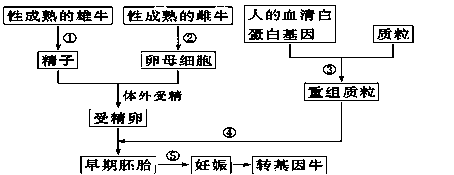 性成熟的雄牛
性成熟的雌牛
人的血清白
蛋白基因
质粒
①
②
③
精子
卵母细胞
重组质粒
体外受精
受精卵
④
早期胚胎
⑤
妊娠
转基因牛